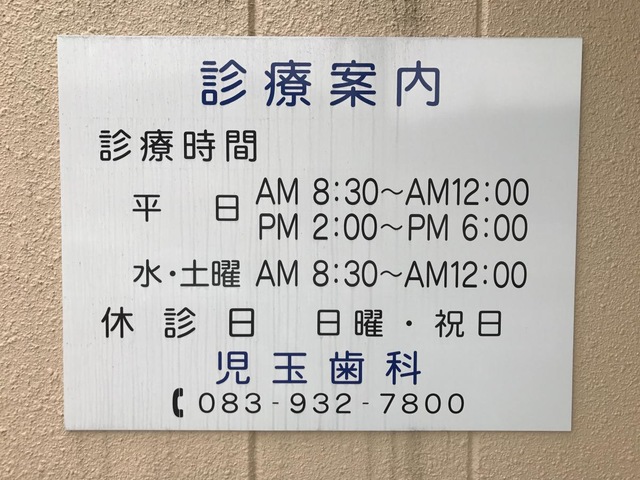 診療案内
診療時間
平 日 AM 8:30～AM12:00
PM 2:00～PM 6:00
水・土曜 AM 8:30～AM12:00
休診日 日曜・祝日
児玉歯科
083-932-7800